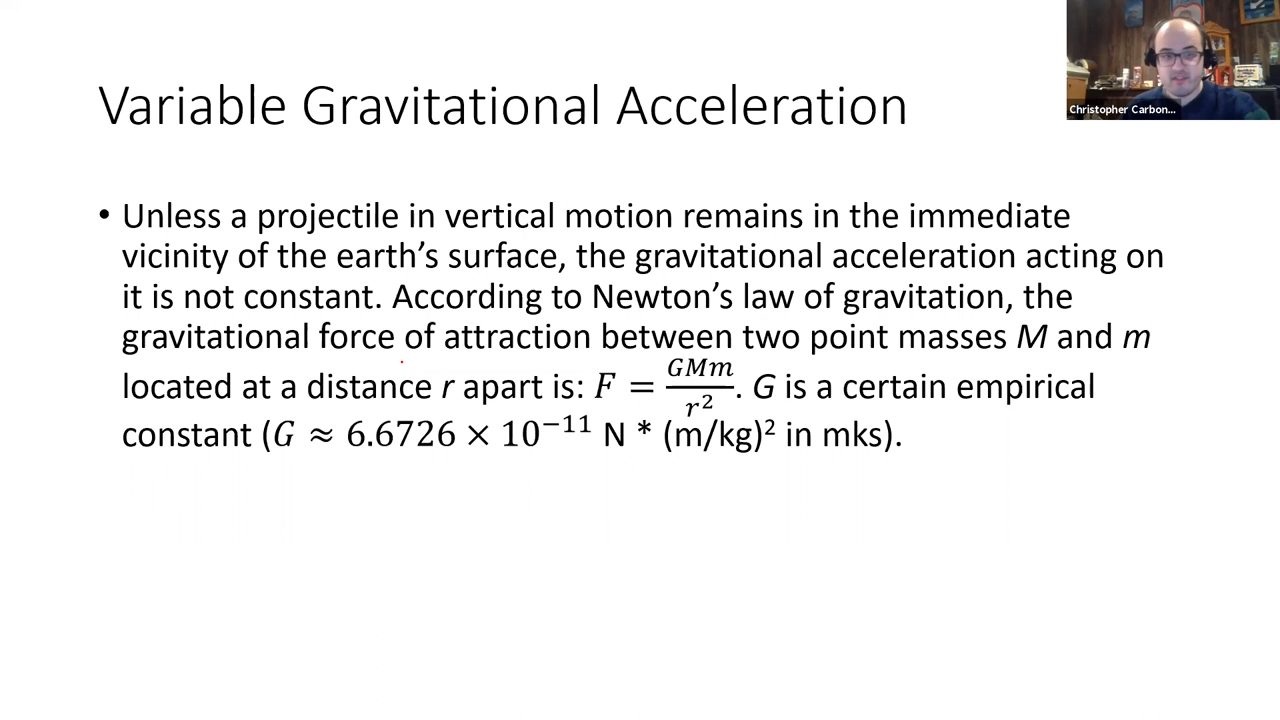 Variable Gravitational Acceleration
Christopher Carbon...
• Unless a projectile in vertical motion remains in the immediate
vicinity of the earth’s surface, the gravitational acceleration acting on
it is not constant. According to Newton’s law of gravitation, the
gravitational force of attraction between two point masses M and m
located at a distance r apart is: F = GMm/r². G is a certain empirical
constant (G ≈ 6.6726 × 10⁻¹¹ N * (m/kg)² in mks).